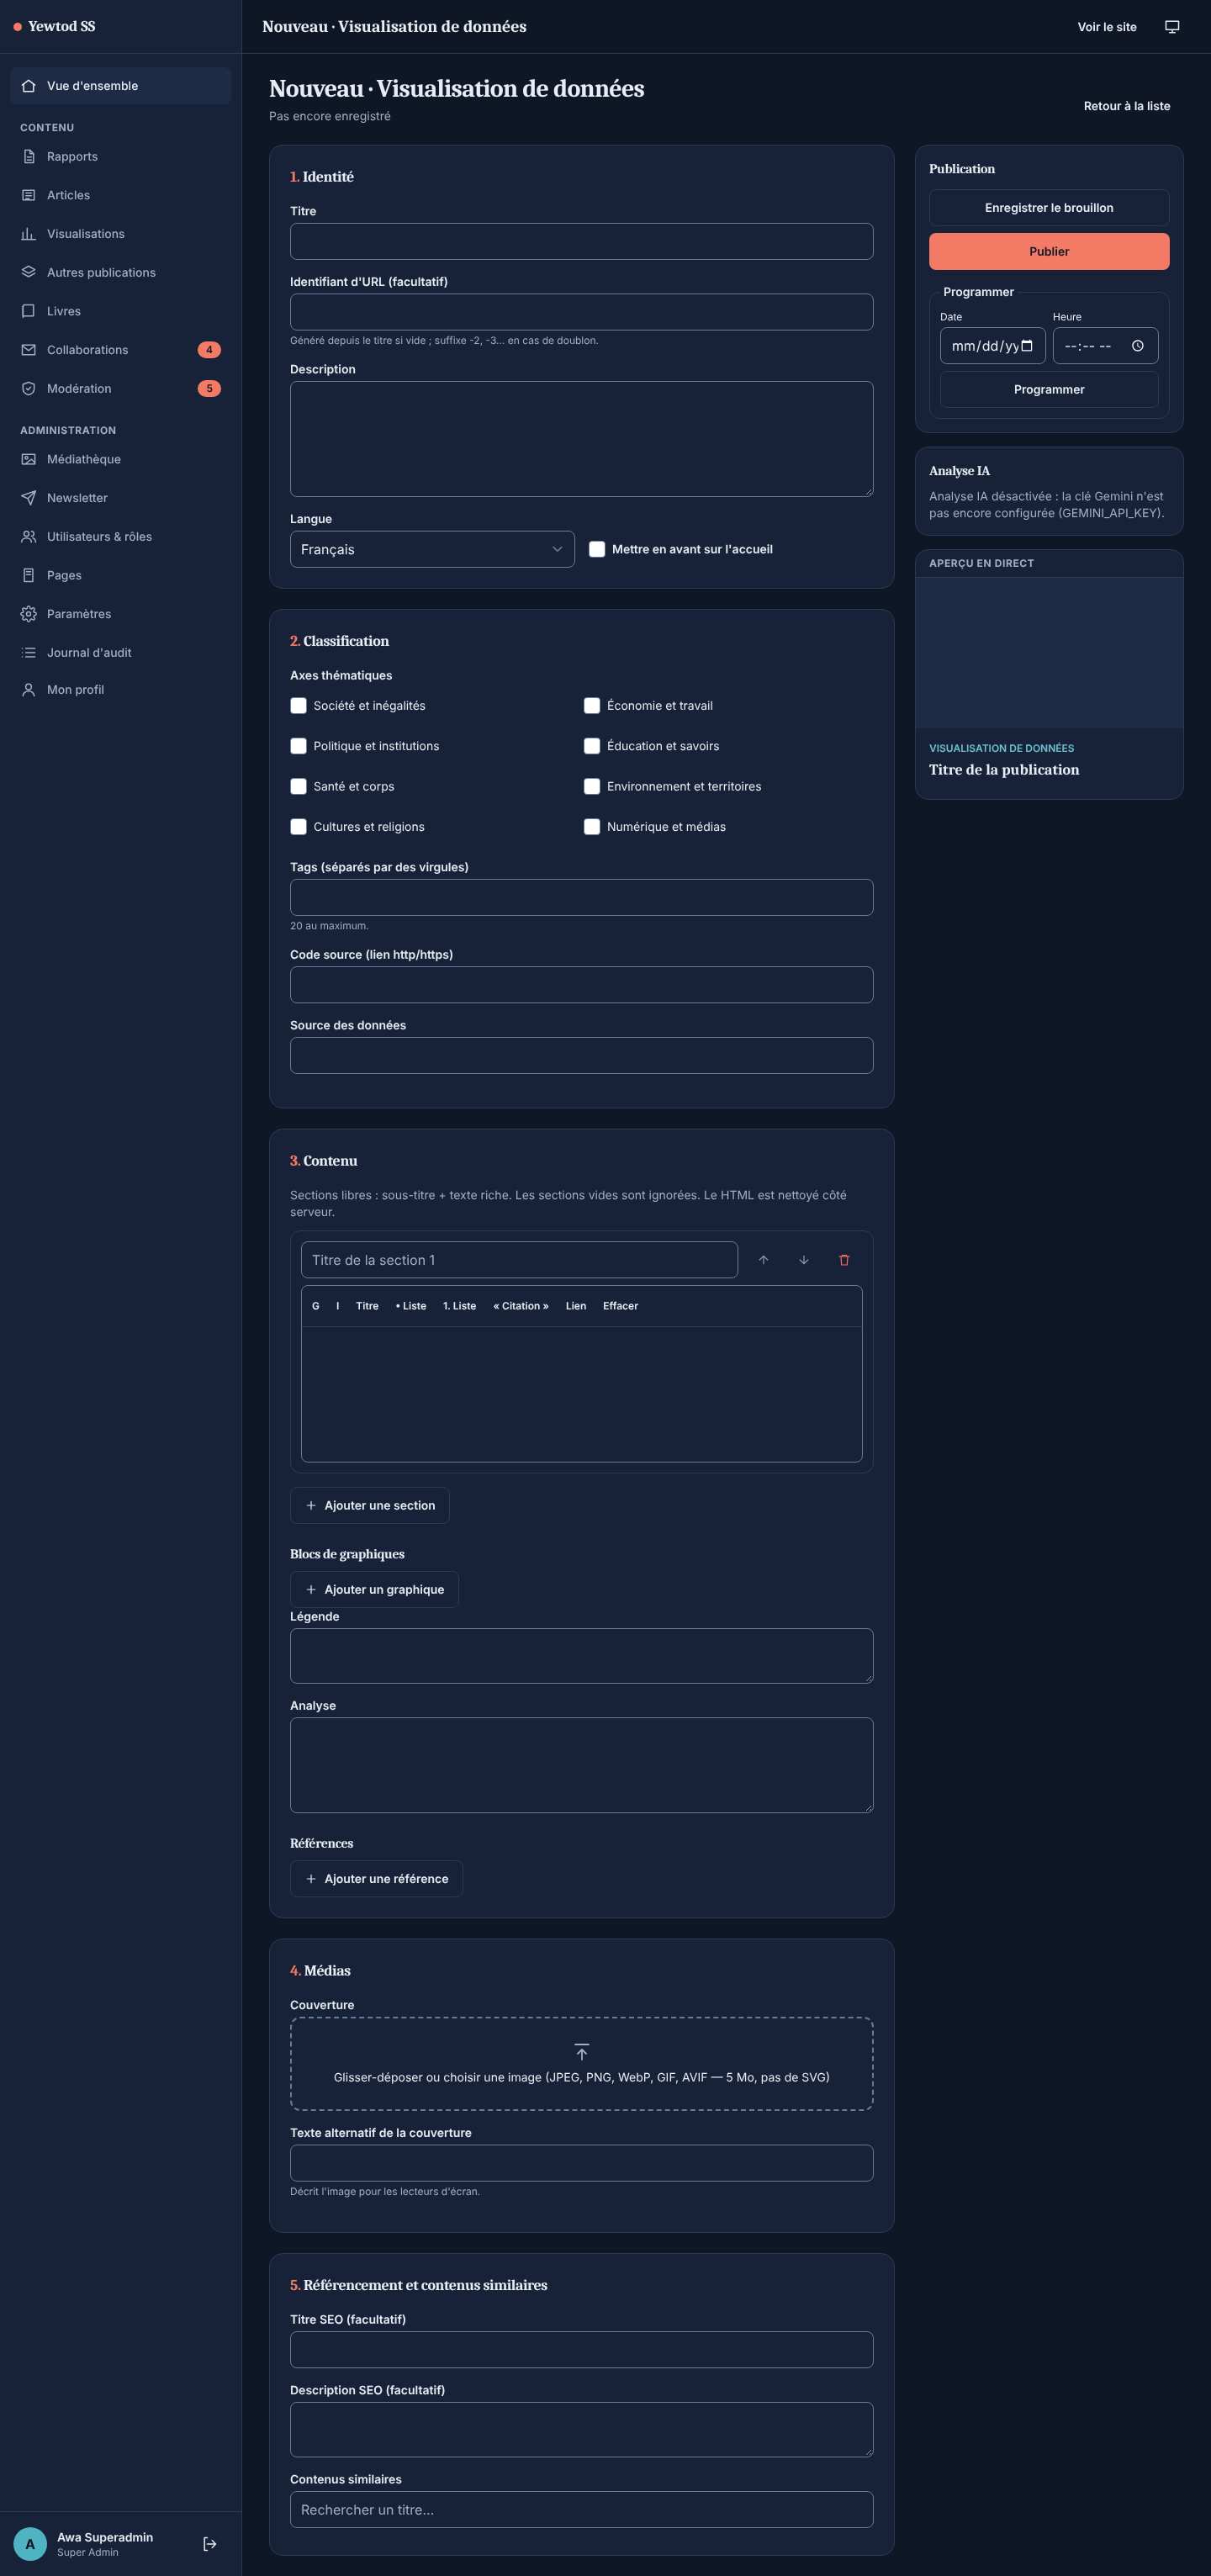 Yewtod SS
Vue d'ensemble
CONTENU
Rapports
Articles
Visualisations
Autres publications
Livres
Collaborations 4
Modération 5
ADMINISTRATION
Médiathèque
Newsletter
Utilisateurs & rôles
Pages
Paramètres
Journal d'audit
Mon profil
A
Awa Superadmin
Super Admin
Nouveau · Visualisation de données
Voir le site
Nouveau · Visualisation de données
Pas encore enregistré
Retour à la liste
1. Identité
Titre
Identifiant d'URL (facultatif)
Généré depuis le titre si vide ; suffixe -2, -3… en cas de doublon.
Description
Langue
Français
Mettre en avant sur l'accueil
2. Classification
Axes thématiques
Société et inégalités
Économie et travail
Politique et institutions
Éducation et savoirs
Santé et corps
Environnement et territoires
Cultures et religions
Numérique et médias
Tags (séparés par des virgules)
20 au maximum.
Code source (lien http/https)
Source des données
3. Contenu
Sections libres : sous-titre + texte riche. Les sections vides sont ignorées. Le HTML est nettoyé côté
serveur.
Titre de la section 1
G I Titre • Liste 1. Liste « Citation » Lien Effacer
Ajouter une section
Blocs de graphiques
Ajouter un graphique
Légende
Analyse
Références
Ajouter une référence
4. Médias
Couverture
Glisser-déposer ou choisir une image (JPEG, PNG, WebP, GIF, AVIF — 5 Mo, pas de SVG)
Texte alternatif de la couverture
Décrit l'image pour les lecteurs d'écran.
5. Référencement et contenus similaires
Titre SEO (facultatif)
Description SEO (facultatif)
Contenus similaires
Rechercher un titre…
Publication
Enregistrer le brouillon
Publier
Programmer
Date
Heure
mm/dd/yy
--:-- --
Programmer
Analyse IA
Analyse IA désactivée : la clé Gemini n'est
pas encore configurée (GEMINI_API_KEY).
APERÇU EN DIRECT
VISUALISATION DE DONNÉES
Titre de la publication